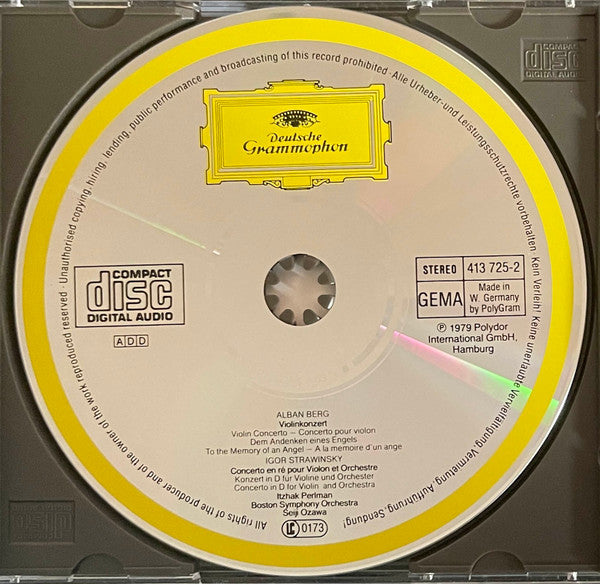 COMPACT
disc
DIGITAL AUDIO
Unauthorised copying, hiring, lending, public performance and broadcasting of this record prohibited · Alle Urheber- und Leistungsschutzrechte vorbehalten · Kein Verleih! Keine unerlaubte Vervielfältigung, Vermietung, Aufführung, Sendung!
Deutsche
Grammophon
COMPACT
disc
DIGITAL AUDIO
A D D
STEREO 413 725-2
GEMA
Made in
W. Germany
by PolyGram
℗ 1979 Polydor
International GmbH,
Hamburg
ALBAN BERG
Violinkonzert
Violin Concerto – Concerto pour violon
Dem Andenken eines Engels
To the Memory of an Angel – A la memoire d'un ange
IGOR STRAWINSKY
Concerto en ré pour Violon et Orchestre
Konzert in D für Violine und Orchester
Concerto in D for Violin and Orchestra
Itzhak Perlman
Boston Symphony Orchestra
Seiji Ozawa
LC 0173
All rights of the producer and of the owner of the work reproduced reserved ·